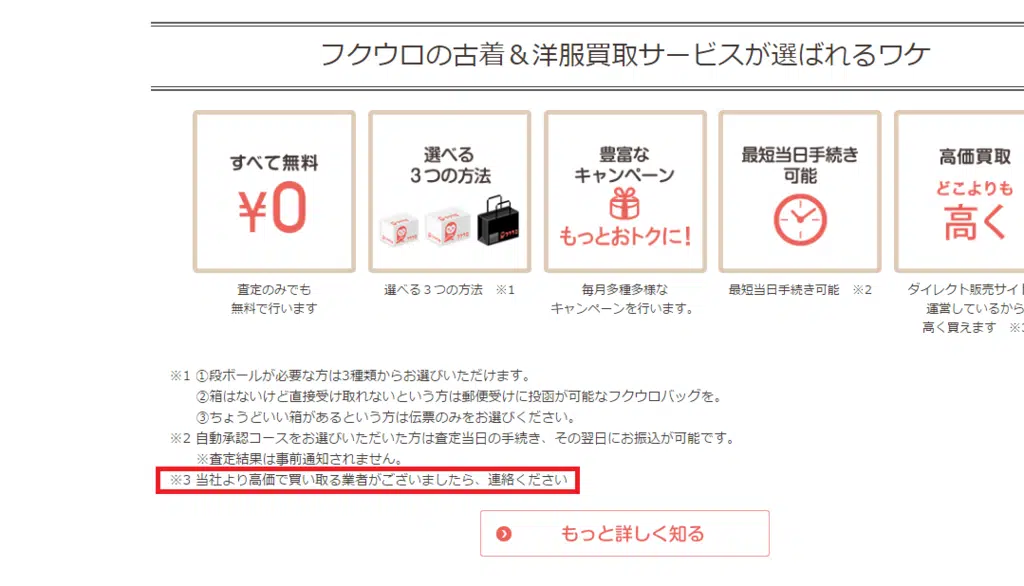 フクウロの古着＆洋服買取サービスが選ばれるワケ
すべて無料
¥0
選べる
3つの方法
豊富な
キャンペーン
もっとおトクに！
最短当日手続き
可能
高価買取
どこよりも
高く
査定のみでも
無料で行います
選べる３つの方法　※1
毎月多種多様な
キャンペーンを行います。
最短当日手続き可能　※2
ダイレクト販売サイト
運営しているから
高く買えます　※3
※1 ①段ボールが必要な方は3種類からお選びいただけます。
②箱はないけど直接受け取れないという方は郵便受けに投函が可能なフクウロバッグを。
③ちょうどいい箱があるという方は伝票のみをお選びください。
※2 自動承認コースをお選びいただいた方は査定当日の手続き、その翌日にお振込が可能です。
※査定結果は事前通知されません。
※3 当社より高価で買い取る業者がございましたら、連絡ください
もっと詳しく知る